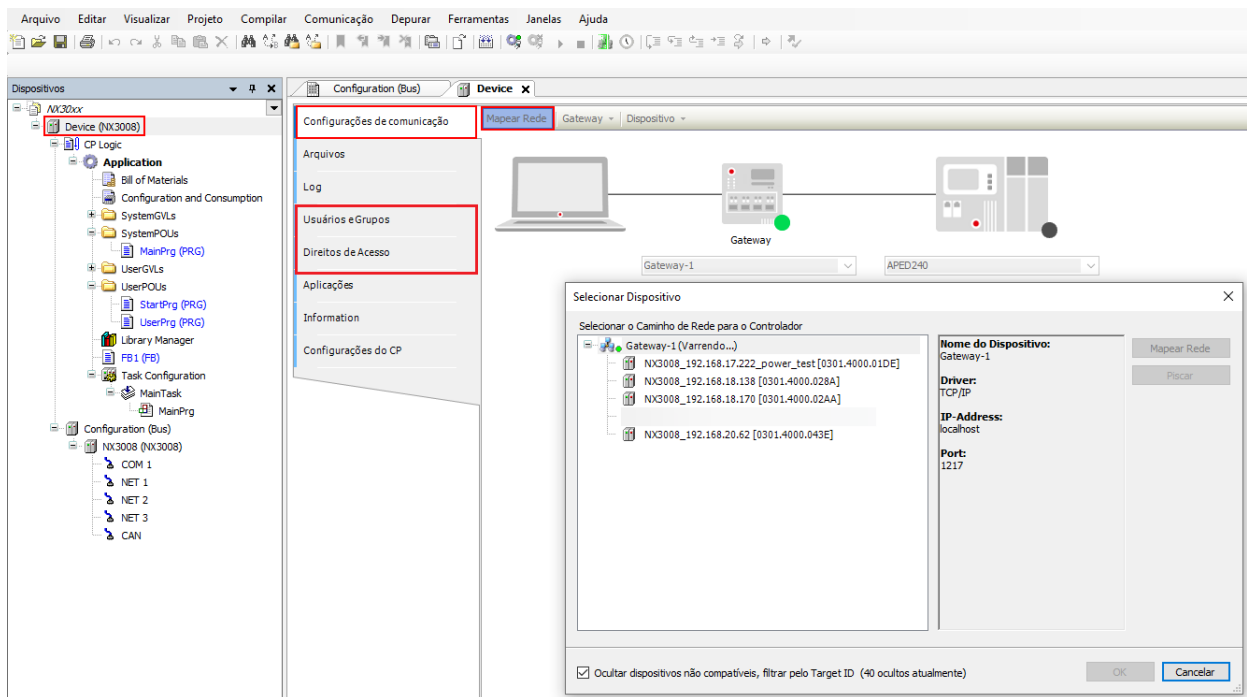 Arquivo Editar Visualizar Projeto Compilar Comunicação Depurar Ferramentas Janelas Ajuda
Dispositivos
Configuration (Bus)
Device
NX30xx
Device (NX3008)
CP Logic
Application
Bill of Materials
Configuration and Consumption
SystemGVLs
SystemPOUs
MainPrg (PRG)
UserGVLs
UserPOUs
StartPrg (PRG)
UserPrg (PRG)
Library Manager
FB1 (FB)
Task Configuration
MainTask
MainPrg
Configuration (Bus)
NX3008 (NX3008)
COM 1
NET 1
NET 2
NET 3
CAN
Configurações de comunicação
Arquivos
Log
Usuários e Grupos
Direitos de Acesso
Aplicações
Information
Configurações do CP
Mapear Rede Gateway Dispositivo
Gateway
Gateway-1 APED240
Selecionar Dispositivo
Selecionar o Caminho de Rede para o Controlador
Gateway-1 (Varrendo...)
NX3008_192.168.17.222_power_test [0301.4000.01DE]
NX3008_192.168.18.138 [0301.4000.028A]
NX3008_192.168.18.170 [0301.4000.02AA]
NX3008_192.168.20.62 [0301.4000.043E]
Nome do Dispositivo:
Gateway-1
Driver:
TCP/IP
IP-Address:
localhost
Port:
1217
Mapear Rede
Piscar
Ocultar dispositivos não compatíveis, filtrar pelo Target ID (40 ocultos atualmente)
OK Cancelar